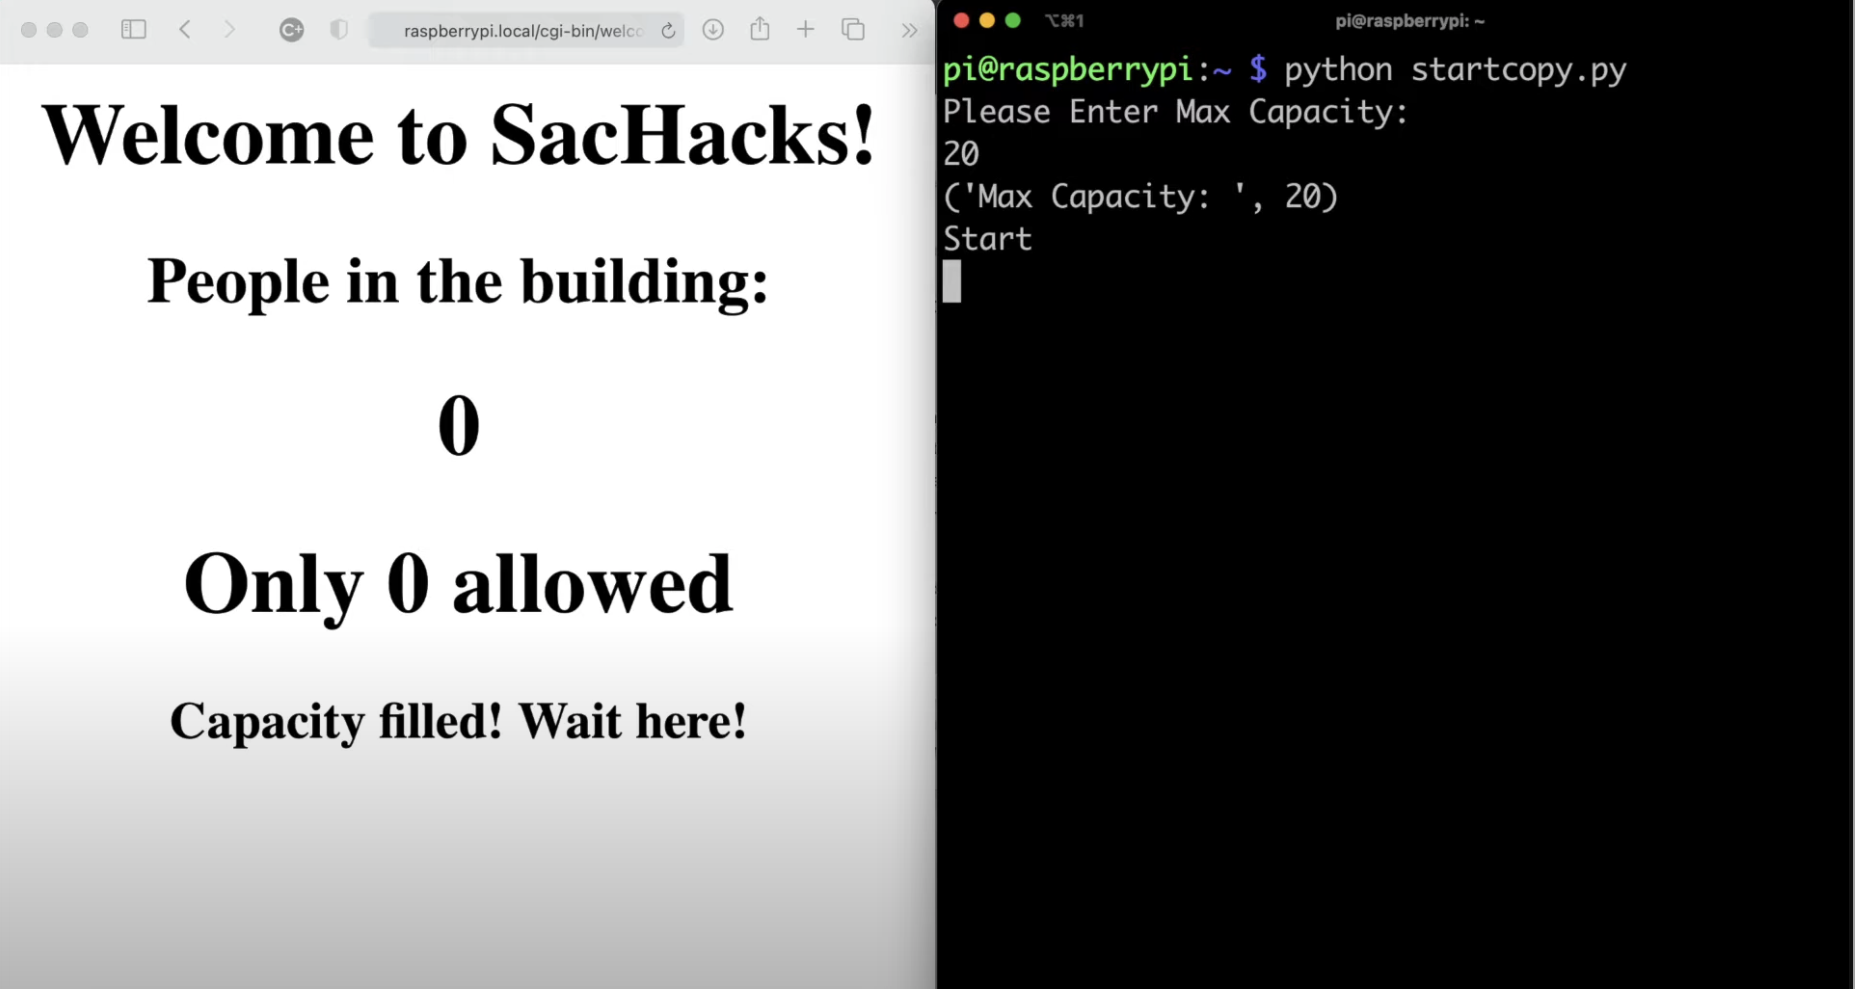 raspberrypi.local/cgi-bin/welco
Welcome to SacHacks!
People in the building:
0
Only 0 allowed
Capacity filled! Wait here!
⌥⌘1
pi@raspberrypi: ~
pi@raspberrypi:~ $ python startcopy.py
Please Enter Max Capacity:
20
('Max Capacity: ', 20)
Start